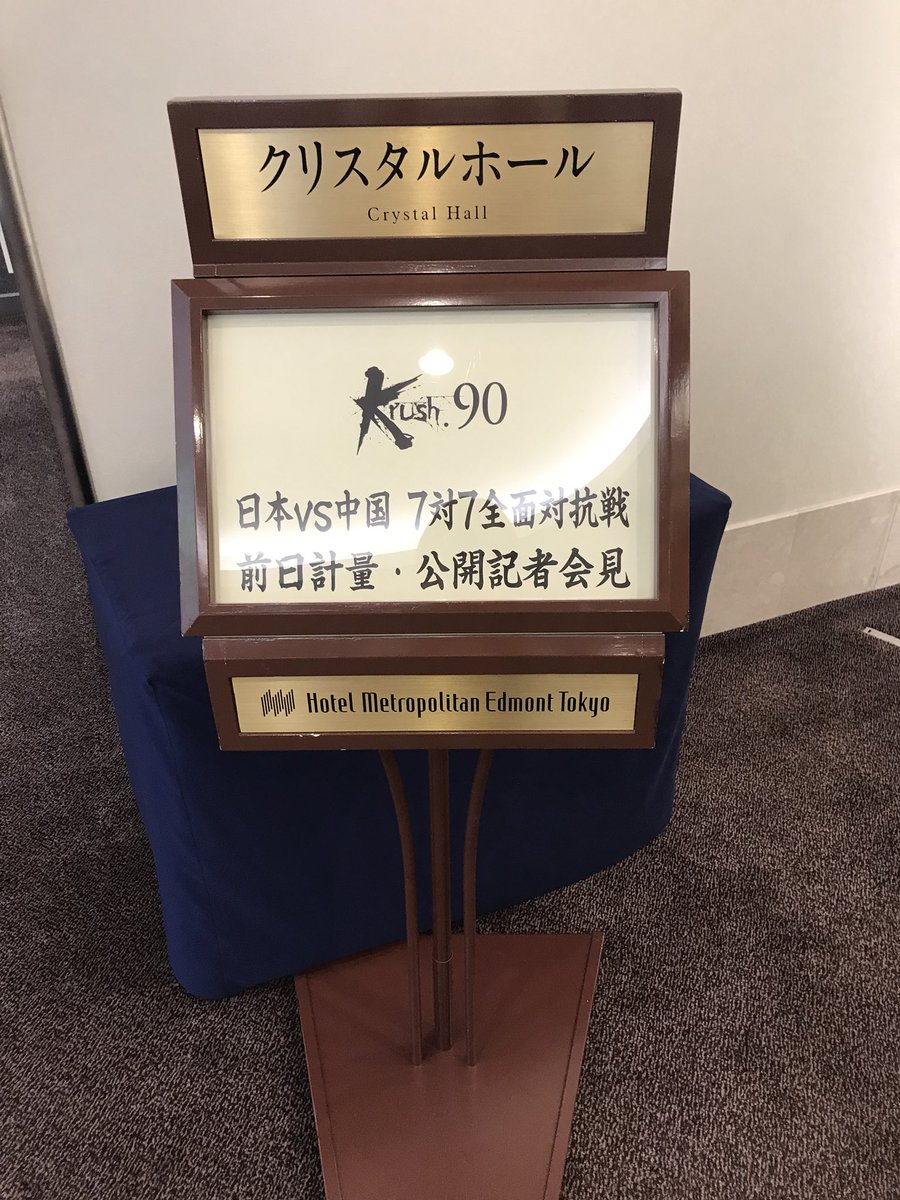 クリスタルホール
Crystal Hall
Krush.90
日本vs中国 7対7全面対抗戦
前日計量・公開記者会見
Hotel Metropolitan Edmont Tokyo